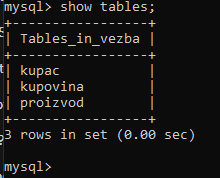 mysql> show tables;
+-----------------+
| Tables_in_vezba |
+-----------------+
| kupac           |
| kupovina        |
| proizvod        |
+-----------------+
3 rows in set (0.00 sec)
mysql>